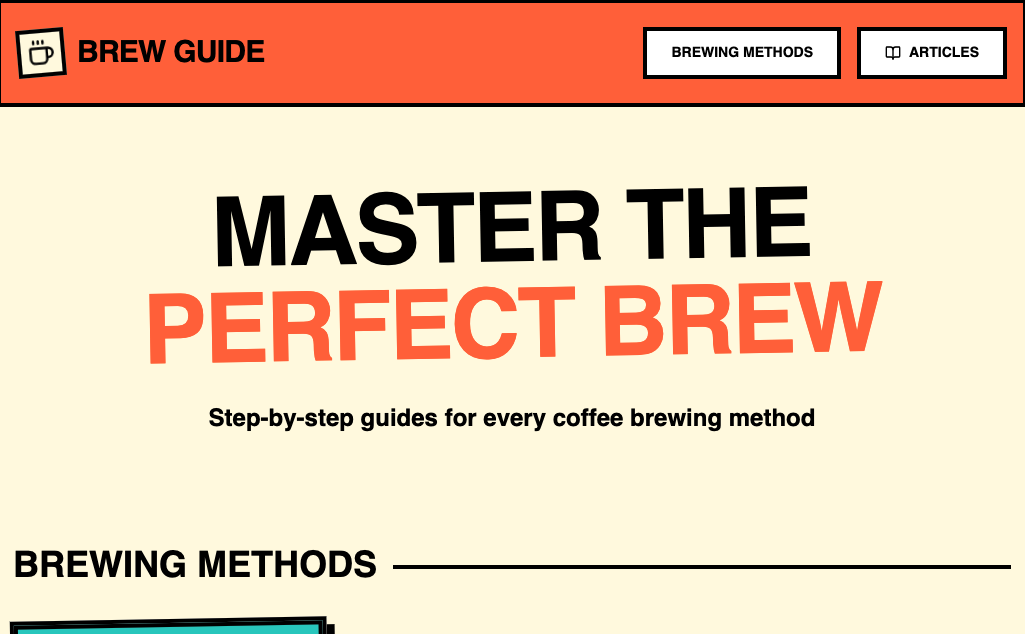 BREW GUIDE
BREWING METHODS
ARTICLES
MASTER THE
PERFECT BREW
Step-by-step guides for every coffee brewing method
BREWING METHODS